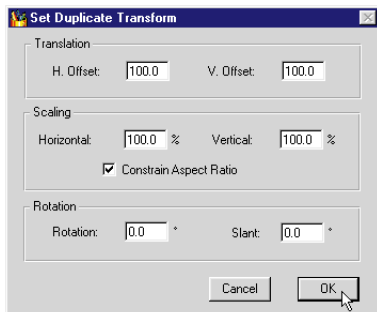 Set Duplicate Transform
Translation
H. Offset: 100.0 V. Offset: 100.0
Scaling
Horizontal: 100.0 % Vertical: 100.0 %
Constrain Aspect Ratio
Rotation
Rotation: 0.0 ° Slant: 0.0 °
Cancel OK